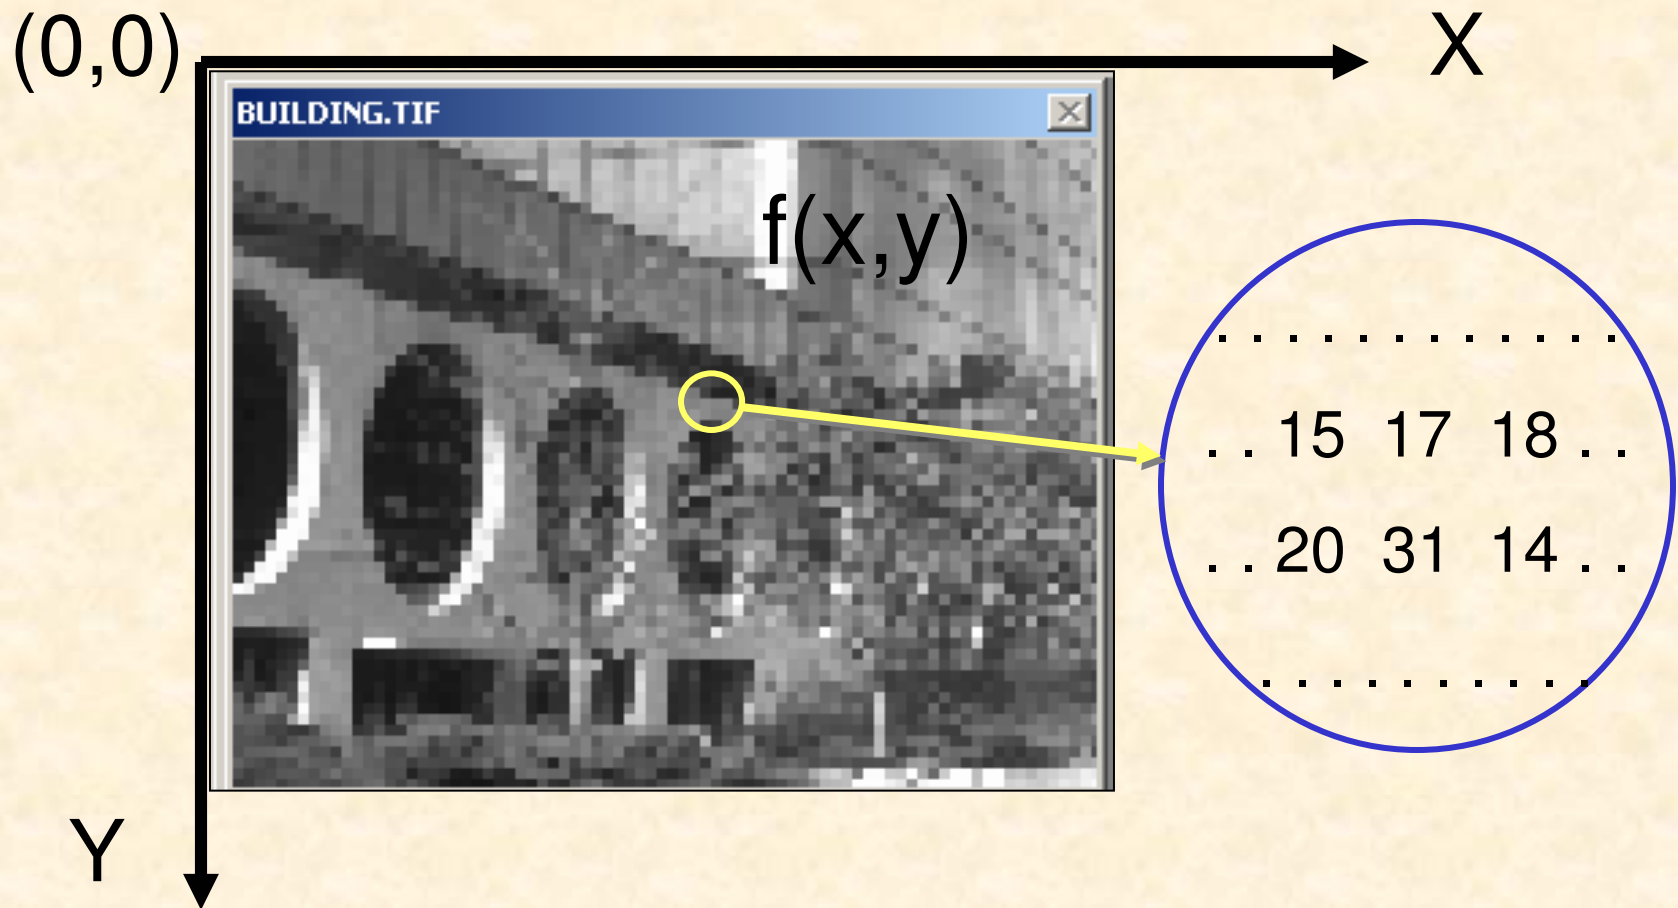 (0,0)
X
BUILDING.TIF
f(x,y)
. . . . . . . . . . . .
. . 15 17 18 . .
. . 20 31 14 . .
. . . . . . . . . .
Y